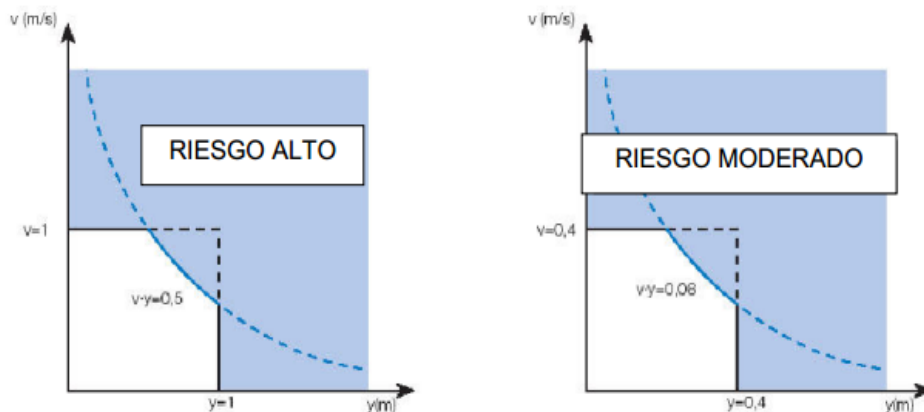 v (m/s)
RIESGO ALTO
v=1
v·y=0,5
y=1
y(m)
v (m/s)
RIESGO MODERADO
v=0,4
v·y=0,08
y=0,4
y(m)